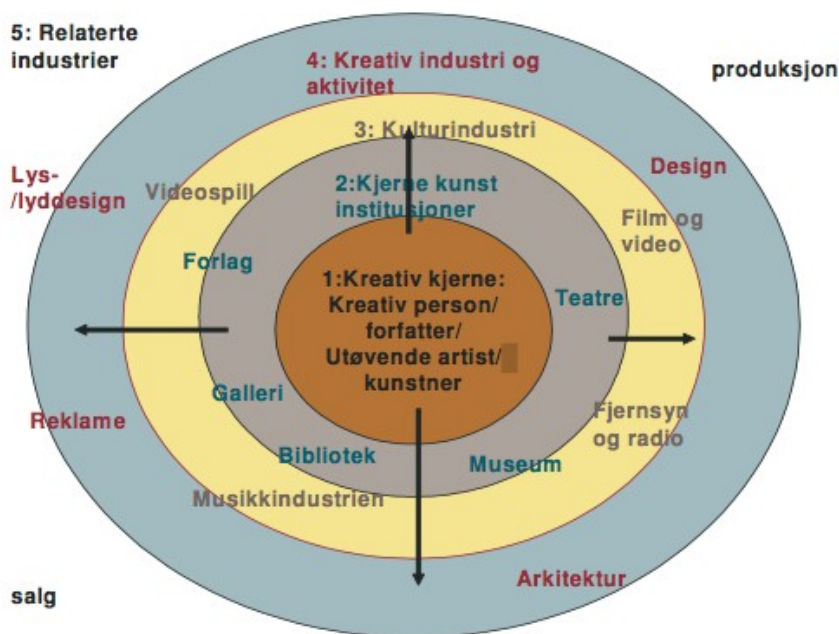 5: Relaterte
industrier
4: Kreativ industri og
aktivitet
produksjon
3: Kulturindustri
Lys-
/lyddesign
Videospill
2:Kjerne kunst
institusjoner
Design
Film og
video
Forlag
1:Kreativ kjerne:
Kreativ person/
forfatter/
Utøvende artist/
kunstner
Teatre
Galleri
Reklame
Fjernsyn
og radio
Bibliotek
Museum
Musikkindustrien
Arkitektur
salg